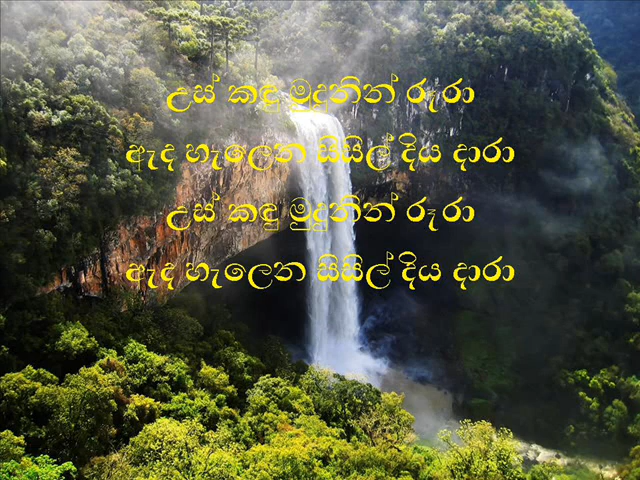 උස් කඳු මුදුනින් රූරා
ඇද හැලෙන සිසිල් දිය දාරා
උස් කඳු මුදුනින් රූරා
ඇද හැලෙන සිසිල් දිය දාරා